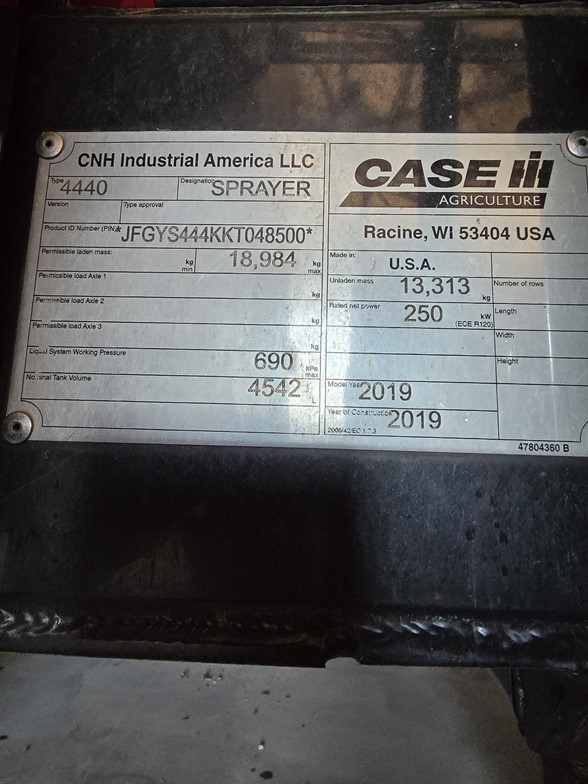 CNH Industrial America LLC
Type 4440
Designation SPRAYER
Version
Type approval
Product ID Number (PIN) *JFGYS444KKT048500*
Permissible laden mass: kg min 18,984 kg max
Permissible load Axle 1 kg
Permissible load Axle 2 kg
Permissible load Axle 3 kg
Liquid System Working Pressure 690 kPa max
Nominal Tank Volume 4542 L
CASE IH
AGRICULTURE
Racine, WI 53404 USA
Made in: U.S.A.
Unladen mass 13,313 kg
Number of rows
Rated net power 250 kW (ECE R120)
Length
Width
Height
Model Year 2019
Year of Construction 2019
2006/42/EC 1.7.3
47804360 B